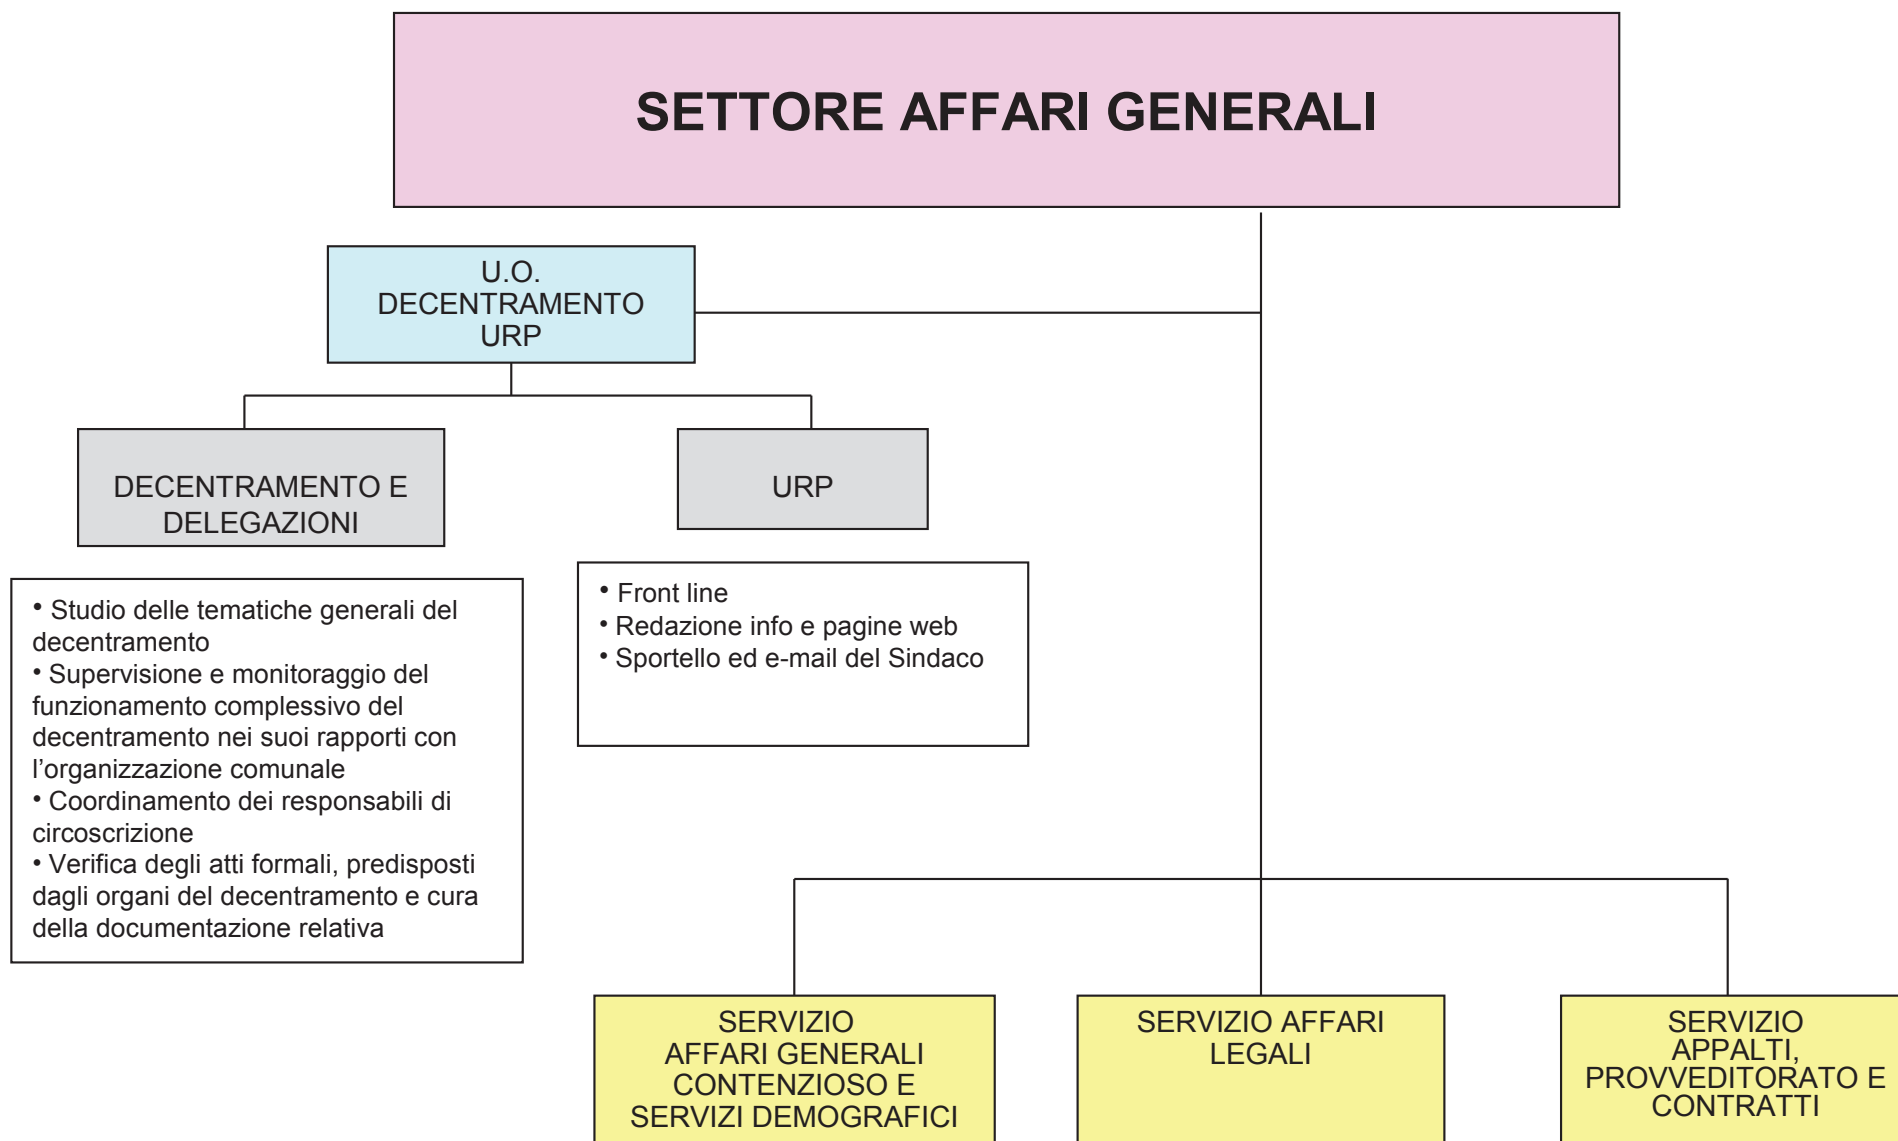 SETTORE AFFARI GENERALI
U.O.
DECENTRAMENTO
URP
DECENTRAMENTO E
DELEGAZIONI
URP
• Studio delle tematiche generali del
decentramento
• Supervisione e monitoraggio del
funzionamento complessivo del
decentramento nei suoi rapporti con
l’organizzazione comunale
• Coordinamento dei responsabili di
circoscrizione
• Verifica degli atti formali, predisposti
dagli organi del decentramento e cura
della documentazione relativa
• Front line
• Redazione info e pagine web
• Sportello ed e-mail del Sindaco
SERVIZIO
AFFARI GENERALI
CONTENZIOSO E
SERVIZI DEMOGRAFICI
SERVIZIO AFFARI
LEGALI
SERVIZIO
APPALTI,
PROVVEDITORATO E
CONTRATTI